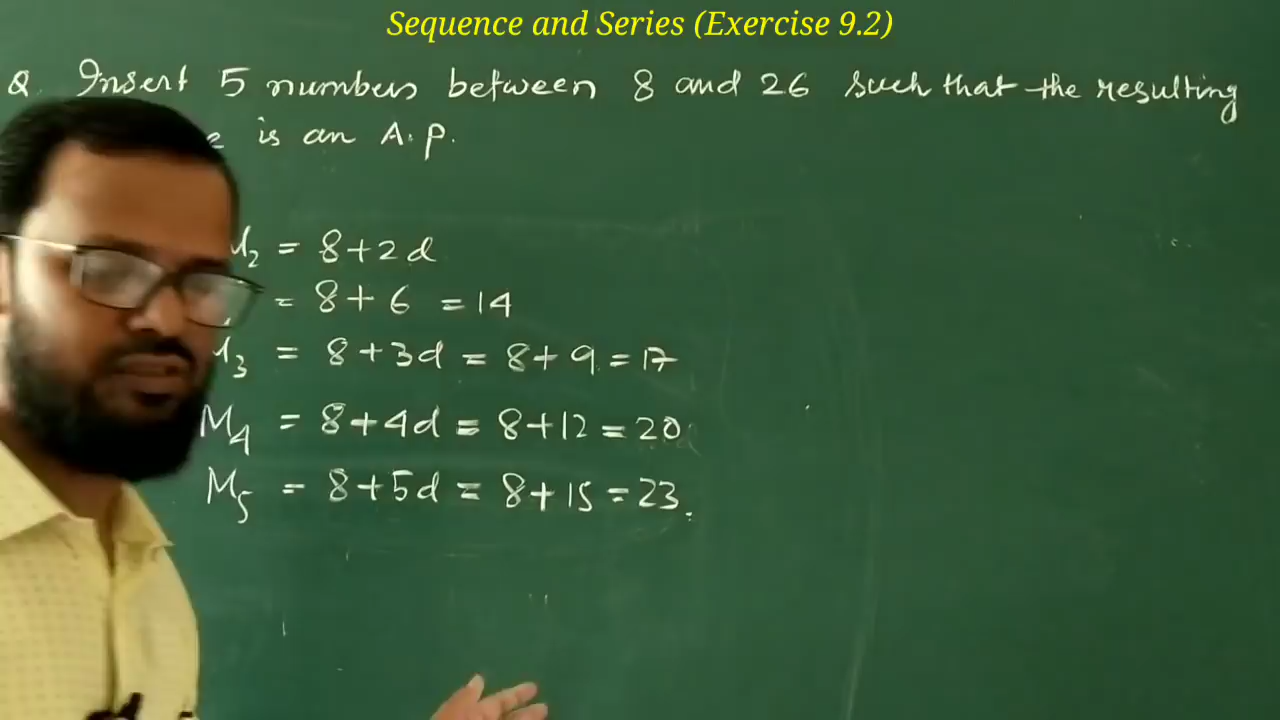 Sequence and Series (Exercise 9.2)
Q. Insert 5 numbers between 8 and 26 such that the resulting
is an A.P.
M2 = 8+2d
= 8+6 =14
M3 = 8+3d = 8+9=17
M4 = 8+4d = 8+12=20
M5 = 8+5d = 8+15=23.